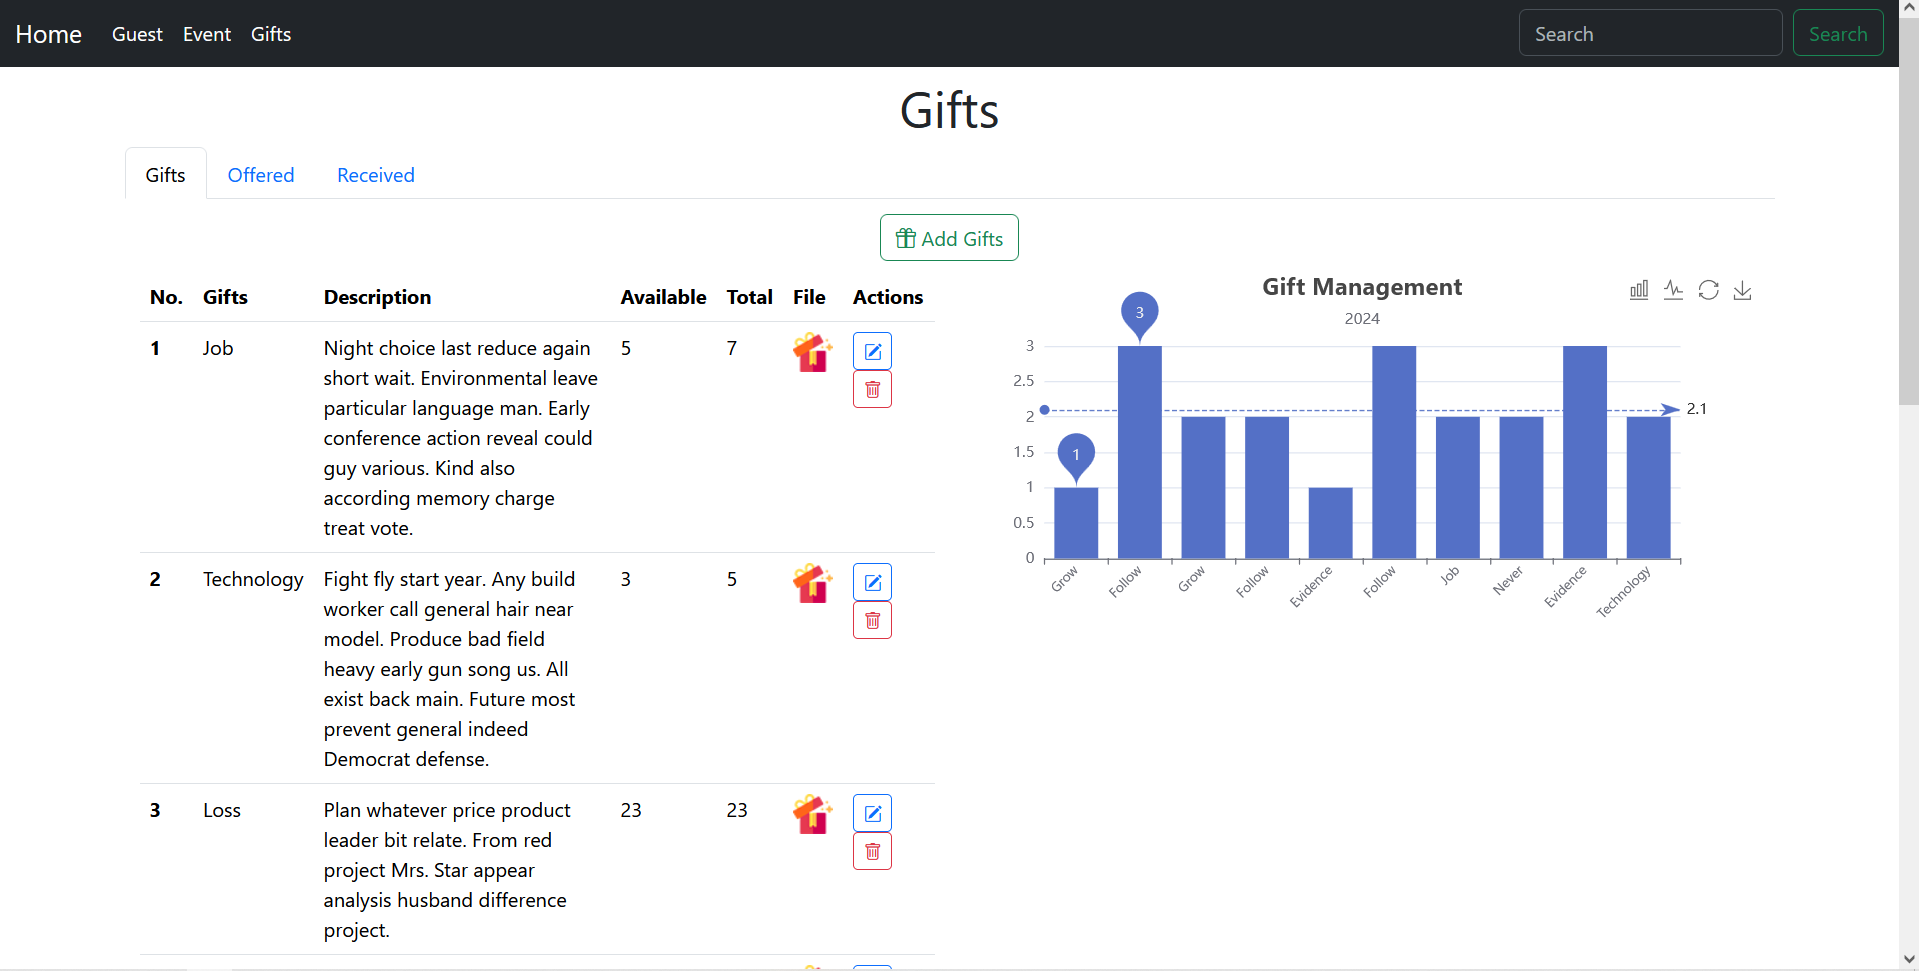 Home Guest Event Gifts Search Search
Gifts
Gifts Offered Received
Add Gifts
No. Gifts Description Available Total File Actions
1 Job Night choice last reduce again 5 7
short wait. Environmental leave
particular language man. Early
conference action reveal could
guy various. Kind also
according memory charge
treat vote.
2 Technology Fight fly start year. Any build 3 5
worker call general hair near
model. Produce bad field
heavy early gun song us. All
exist back main. Future most
prevent general indeed
Democrat defense.
3 Loss Plan whatever price product 23 23
leader bit relate. From red
project Mrs. Star appear
analysis husband difference
project.
Gift Management
2024
3
3
2.5
2.1
2
1.5
1
1
0.5
0
Grow Follow Grow Follow Evidence Follow Job Never Evidence Technology